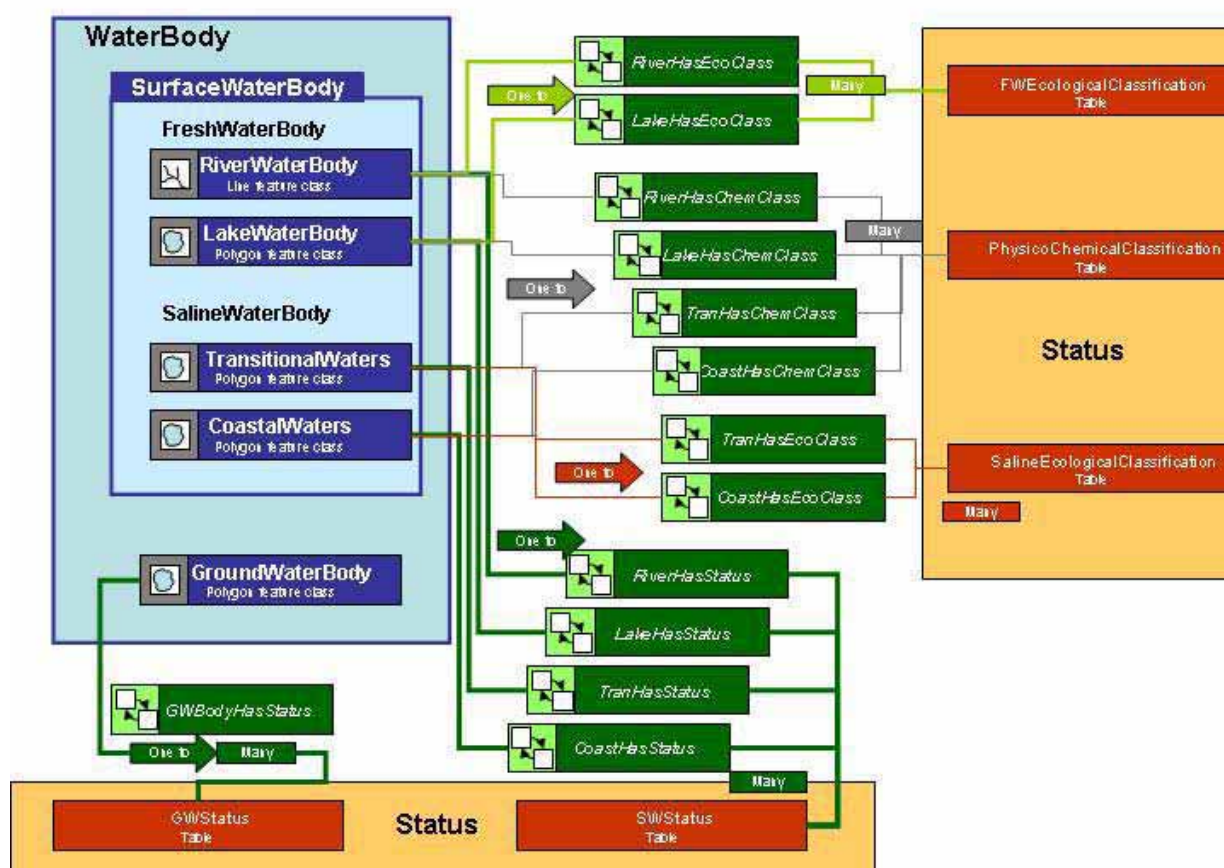 WaterBody
SurfaceWaterBody
FreshWaterBody
RiverWaterBody
Line feature class
LakeWaterBody
Polygon feature class
SalineWaterBody
TransitionalWaters
Polygon feature class
CoastalWaters
Polygon feature class
GroundWaterBody
Polygon feature class
RiverHasEcoClass
One to
Many
LakeHasEcoClass
FWEcologicalClassification
Table
RiverHasChemClass
Many
LakeHasChemClass
PhysicoChemicalClassification
Table
One to
TranHasChemClass
CoastHasChemClass
Status
TranHasEcoClass
One to
CoastHasEcoClass
SalineEcologicalClassification
Table
Many
One to
RiverHasStatus
LakeHasStatus
TranHasStatus
CoastHasStatus
Many
GWBodyHasStatus
One to
Many
GWStatus
Table
Status
SWStatus
Table